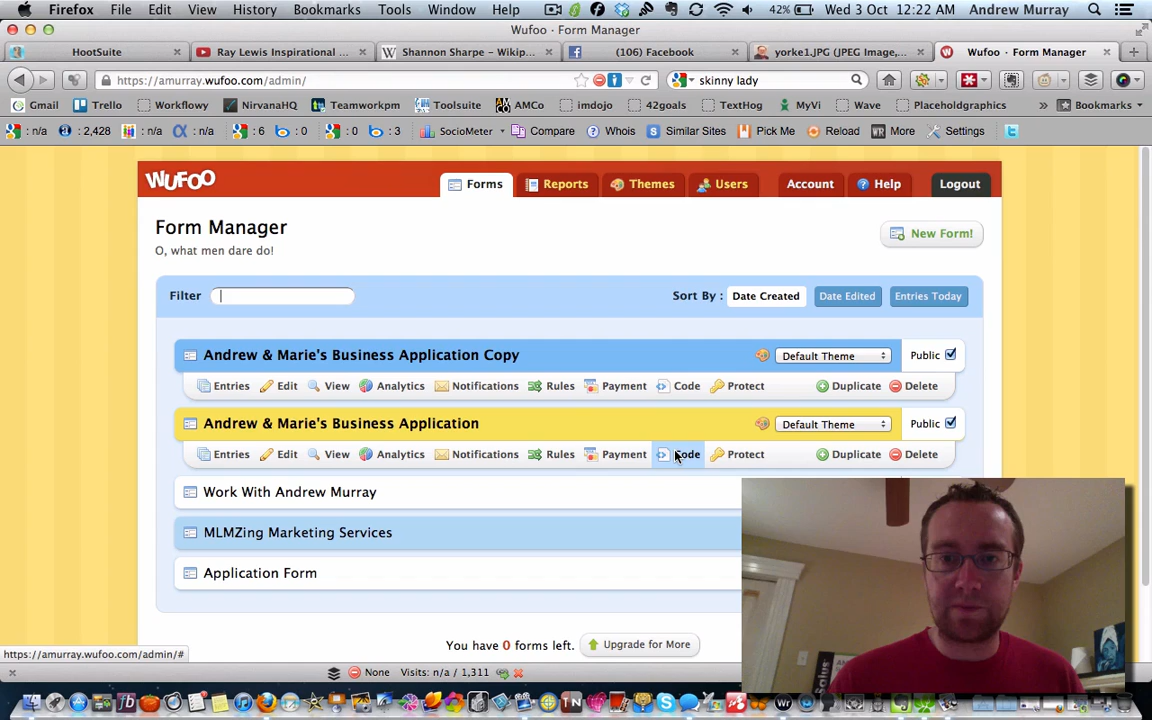 Firefox File Edit View History Bookmarks Tools Window Help 42% Wed 3 Oct 12:22 AM Andrew Murray
Wufoo · Form Manager
HootSuite Ray Lewis Inspirational ... Shannon Sharpe - Wikip... (106) Facebook yorke1.JPG (JPEG Image,... Wufoo · Form Manager
https://amurray.wufoo.com/admin/ skinny lady
Gmail Trello Workflowy NirvanaHQ Teamworkpm Toolsuite AMCo imdojo 42goals TextHog MyVi Wave Placeholdgraphics Bookmarks
: n/a : 2,428 : n/a : n/a : 6 : 0 : 0 : 3 SocioMeter Compare Whois Similar Sites Pick Me Reload More Settings
WUFOO Forms Reports Themes Users Account Help Logout
Form Manager
O, what men dare do!
New Form!
Filter Sort By : Date Created Date Edited Entries Today
Andrew & Marie's Business Application Copy Default Theme Public
Entries Edit View Analytics Notifications Rules Payment Code Protect Duplicate Delete
Andrew & Marie's Business Application Default Theme Public
Entries Edit View Analytics Notifications Rules Payment Code Protect Duplicate Delete
Work With Andrew Murray
MLMZing Marketing Services
Application Form
You have 0 forms left. Upgrade for More
https://amurray.wufoo.com/admin/#
None Visits: n/a / 1,311